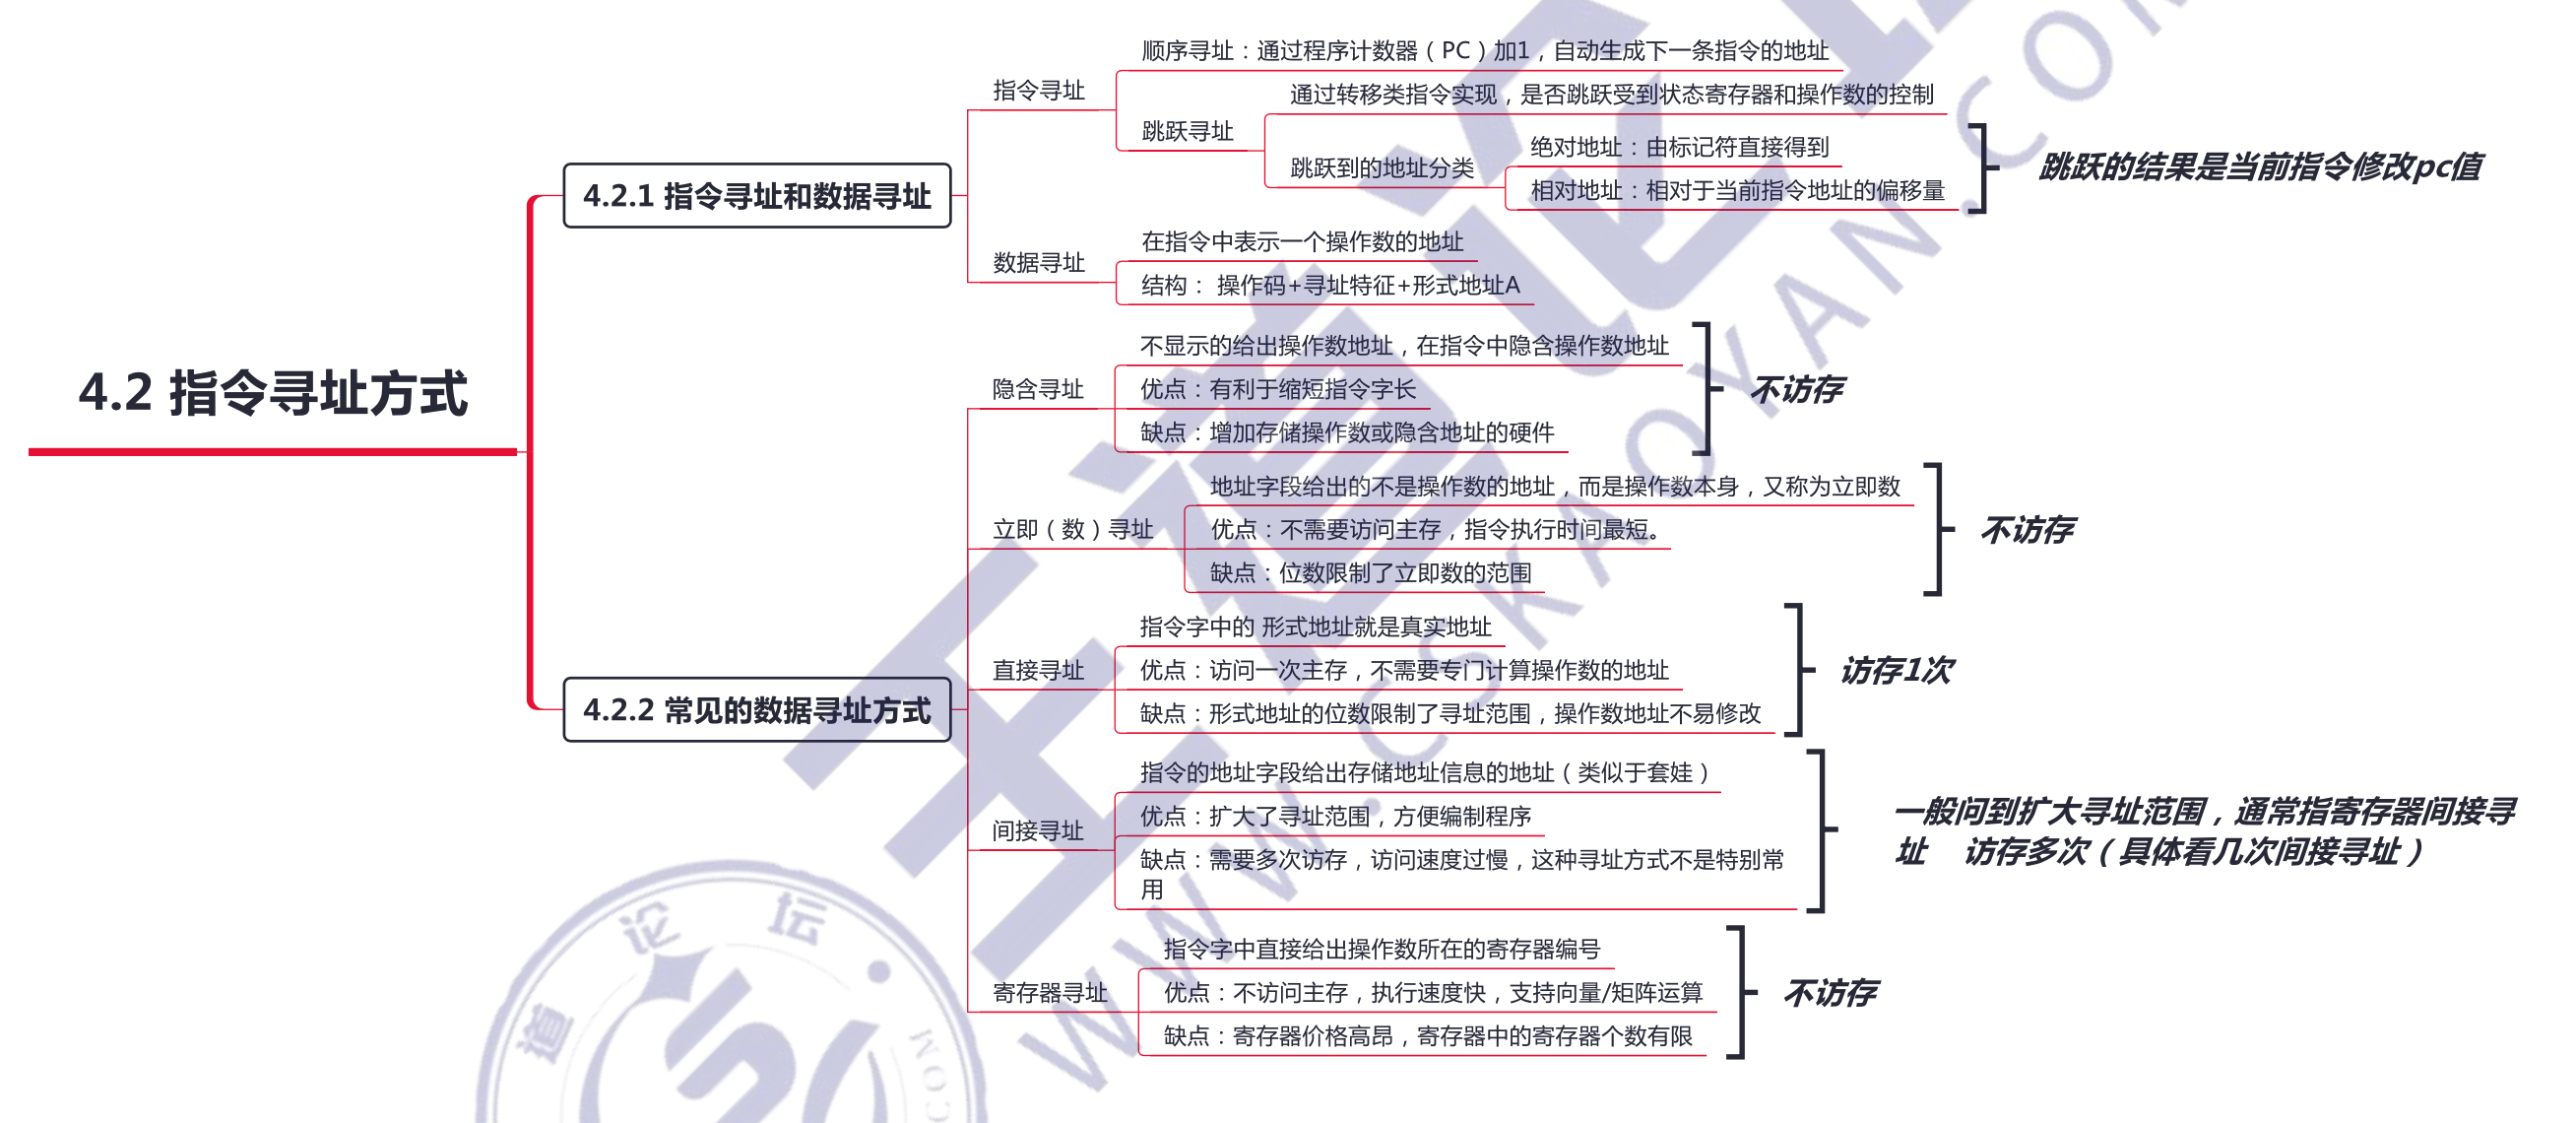 4.2 指令寻址方式
4.2.1 指令寻址和数据寻址
指令寻址
顺序寻址：通过程序计数器（PC）加1，自动生成下一条指令的地址
跳跃寻址
通过转移类指令实现，是否跳跃受到状态寄存器和操作数的控制
跳跃到的地址分类
绝对地址：由标记符直接得到
相对地址：相对于当前指令地址的偏移量
跳跃的结果是当前指令修改pc值
数据寻址
在指令中表示一个操作数的地址
结构： 操作码+寻址特征+形式地址A
4.2.2 常见的数据寻址方式
隐含寻址
不显示的给出操作数地址，在指令中隐含操作数地址
优点：有利于缩短指令字长
缺点：增加存储操作数或隐含地址的硬件
不访存
立即（数）寻址
地址字段给出的不是操作数的地址，而是操作数本身，又称为立即数
优点：不需要访问主存，指令执行时间最短。
缺点：位数限制了立即数的范围
不访存
直接寻址
指令字中的 形式地址就是真实地址
优点：访问一次主存，不需要专门计算操作数的地址
缺点：形式地址的位数限制了寻址范围，操作数地址不易修改
访存1次
间接寻址
指令的地址字段给出存储地址信息的地址（类似于套娃）
优点：扩大了寻址范围，方便编制程序
缺点：需要多次访存，访问速度过慢，这种寻址方式不是特别常
用
一般问到扩大寻址范围，通常指寄存器间接寻
址 访存多次（具体看几次间接寻址）
寄存器寻址
指令字中直接给出操作数所在的寄存器编号
优点：不访问主存，执行速度快，支持向量/矩阵运算
缺点：寄存器价格高昂，寄存器中的寄存器个数有限
不访存
王道论坛
WWW.CSKAOYAN.COM
道论坛
COM